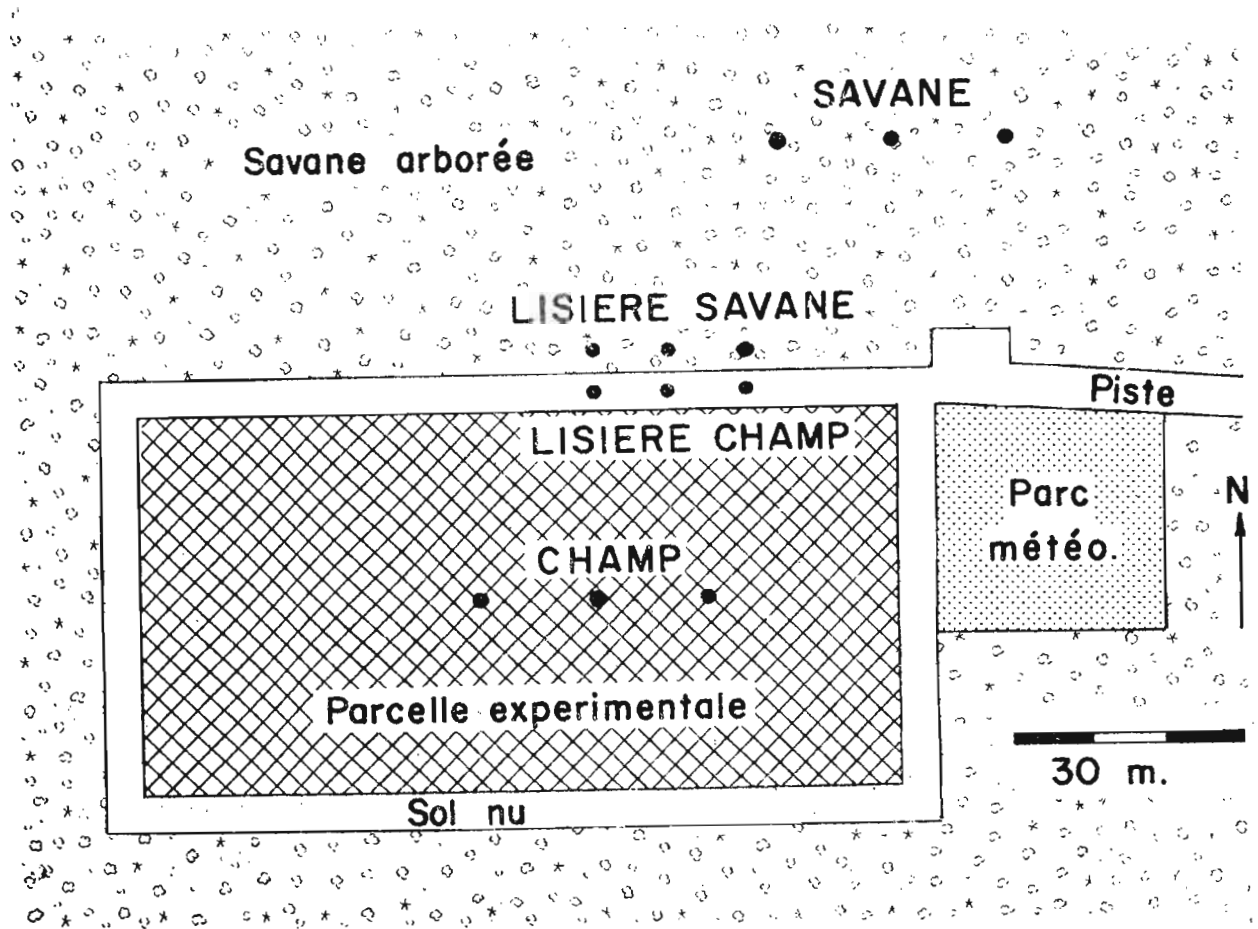 SAVANE
Savane arborée
LISIERE SAVANE
Piste
LISIERE CHAMP
Parc
météo.
N
CHAMP
Parcelle experimentale
30 m.
Sol nu